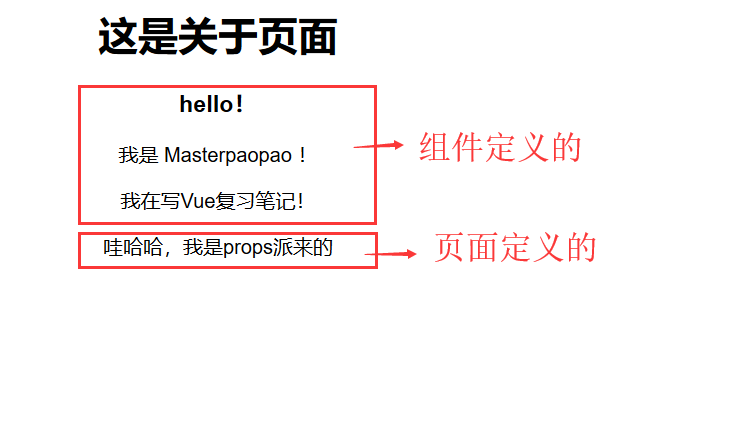 这是关于页面
hello！
我是 Masterpaopao ！
组件定义的
我在写Vue复习笔记！
哇哈哈，我是props派来的
页面定义的